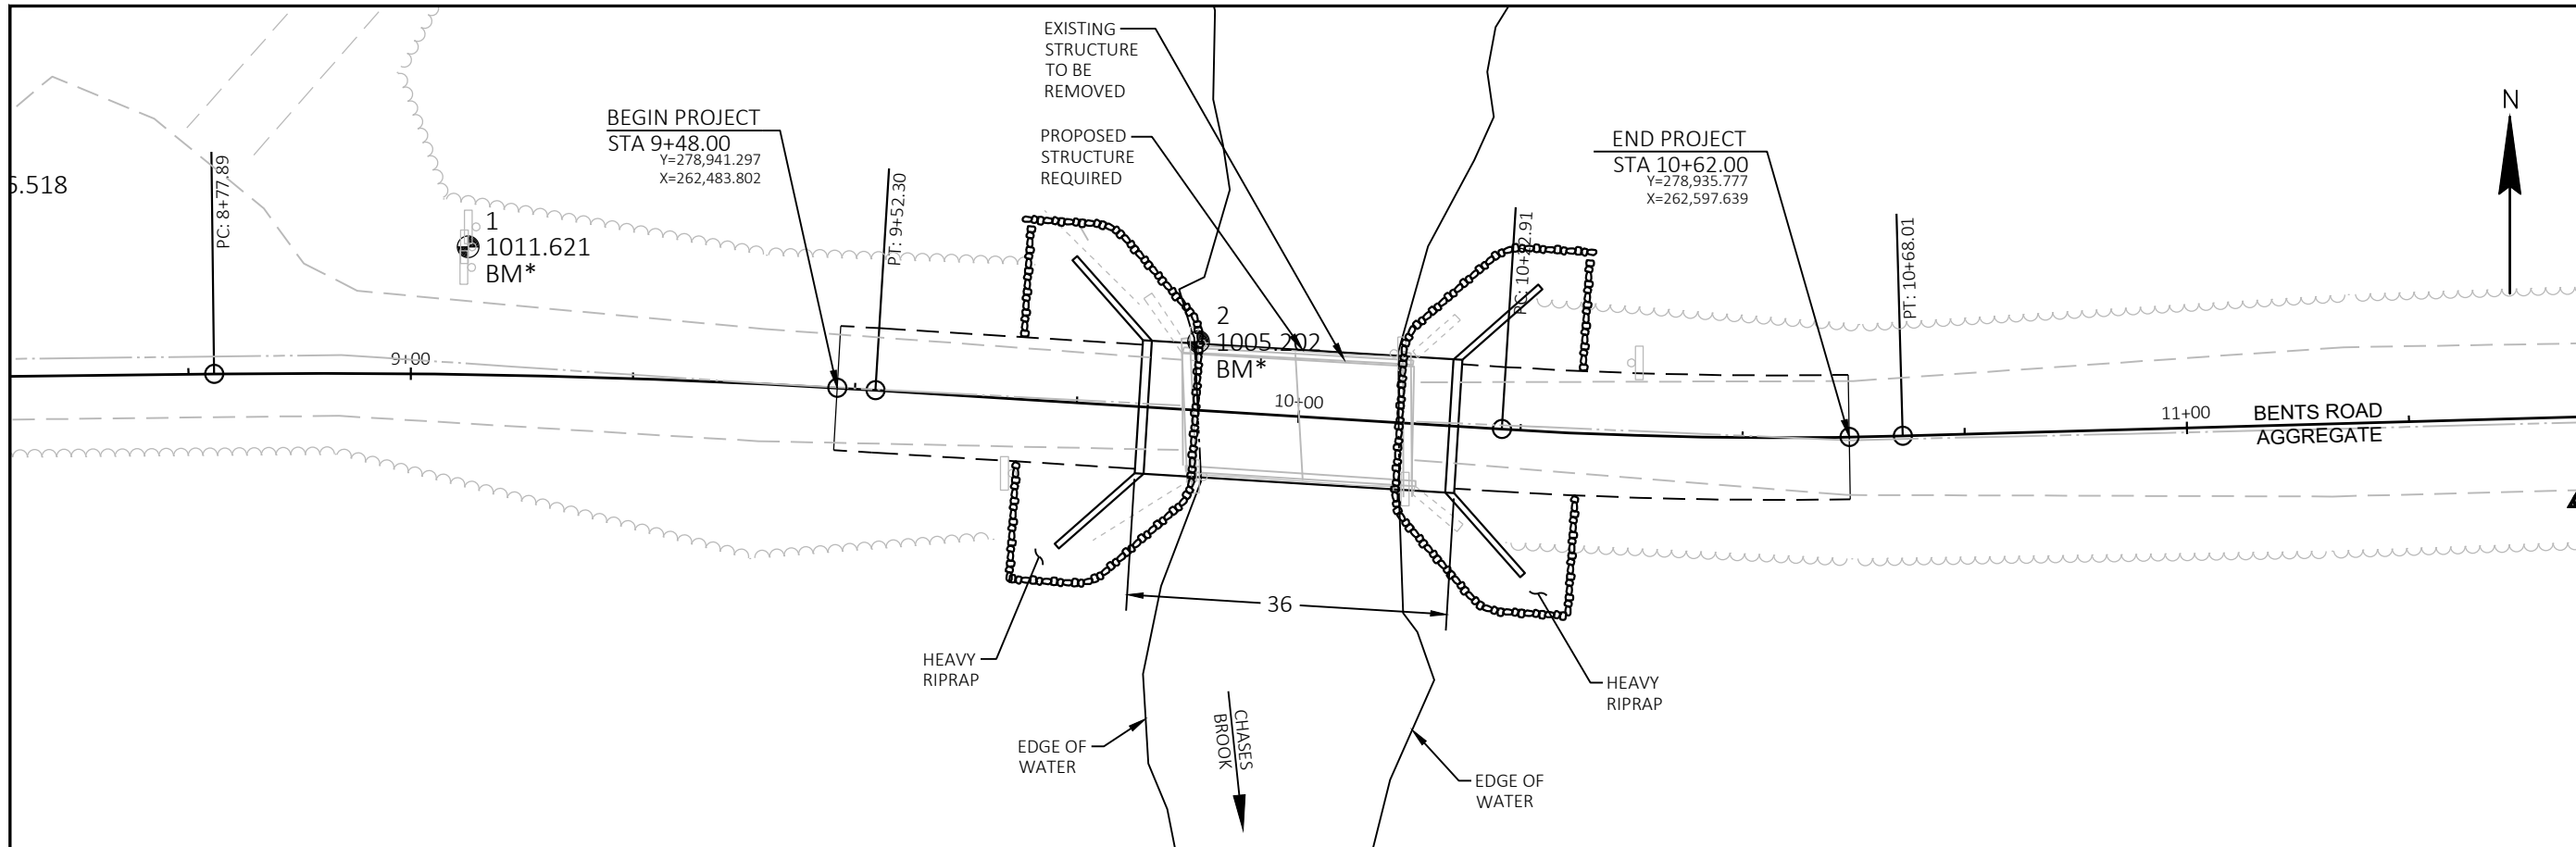 EXISTING
STRUCTURE
TO BE
REMOVED
PROPOSED
STRUCTURE
REQUIRED
BEGIN PROJECT
STA 9+48.00
Y=278,941.297
X=262,483.802
END PROJECT
STA 10+62.00
Y=278,935.777
X=262,597.639
N
PC: 8+77.89
PT: 9+52.30
10+ 2.91
PT: 10+68.01
.518
1
1011.621
BM*
2
1005.202
BM*
9+00
10+00
11+00
BENTS ROAD
AGGREGATE
36
HEAVY
RIPRAP
HEAVY
RIPRAP
EDGE OF
WATER
CHASES
BROOK
EDGE OF
WATER